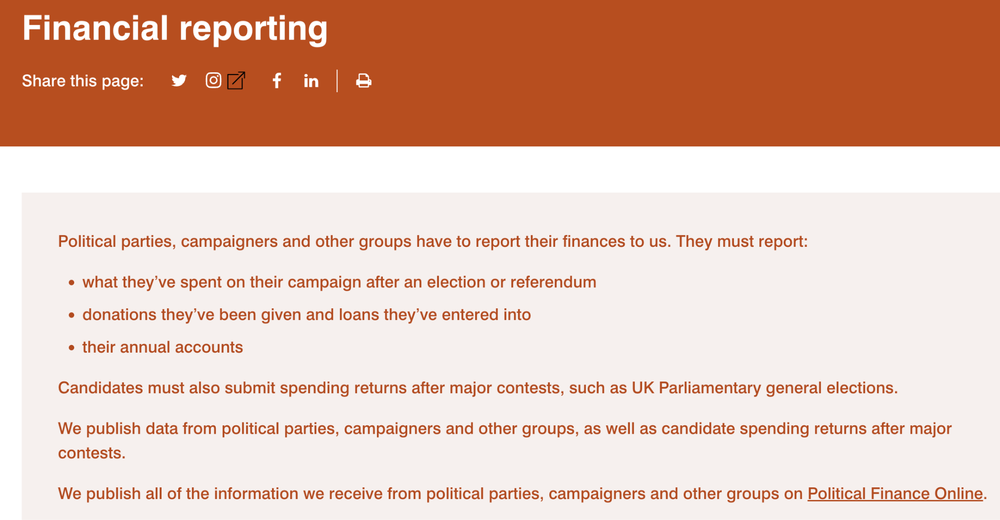 Financial reporting
Share this page:
Political parties, campaigners and other groups have to report their finances to us. They must report:
• what they’ve spent on their campaign after an election or referendum
• donations they’ve been given and loans they’ve entered into
• their annual accounts
Candidates must also submit spending returns after major contests, such as UK Parliamentary general elections.
We publish data from political parties, campaigners and other groups, as well as candidate spending returns after major
contests.
We publish all of the information we receive from political parties, campaigners and other groups on Political Finance Online.